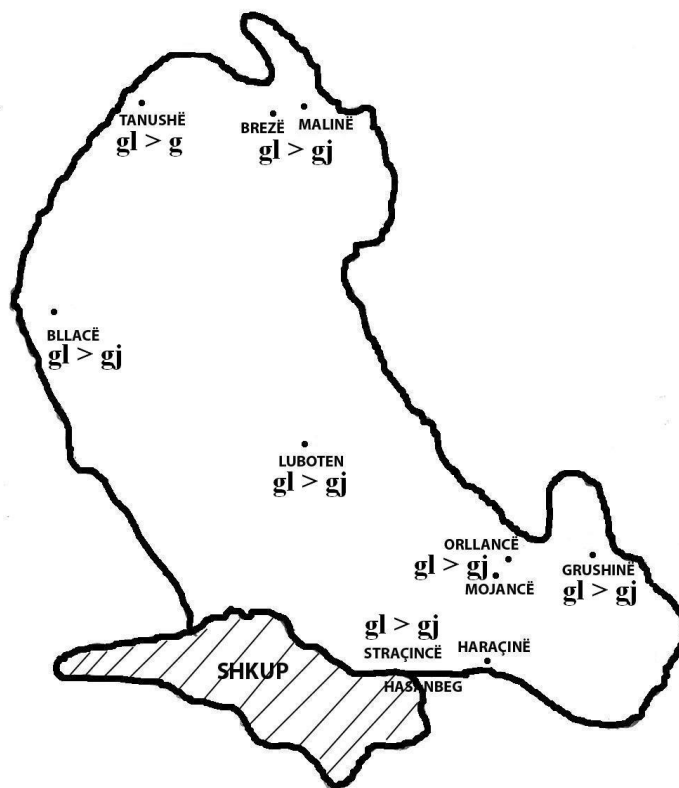 TANUSHË
gl > g
BREZË
MALINË
gl > gj
BLLACË
gl > gj
LUBOTEN
gl > gj
ORLLANCË
gl > gj
MOJANCË
GRUSHINË
gl > gj
gl > gj
STRAÇINCË
HARAÇINË
SHKUP
HASANBEG